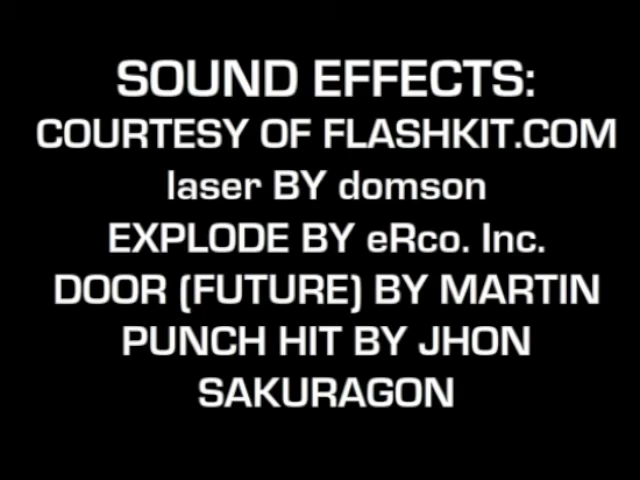 SOUND EFFECTS:
COURTESY OF FLASHKIT.COM
laser BY domson
EXPLODE BY eRco. Inc.
DOOR (FUTURE) BY MARTIN
PUNCH HIT BY JHON
SAKURAGON